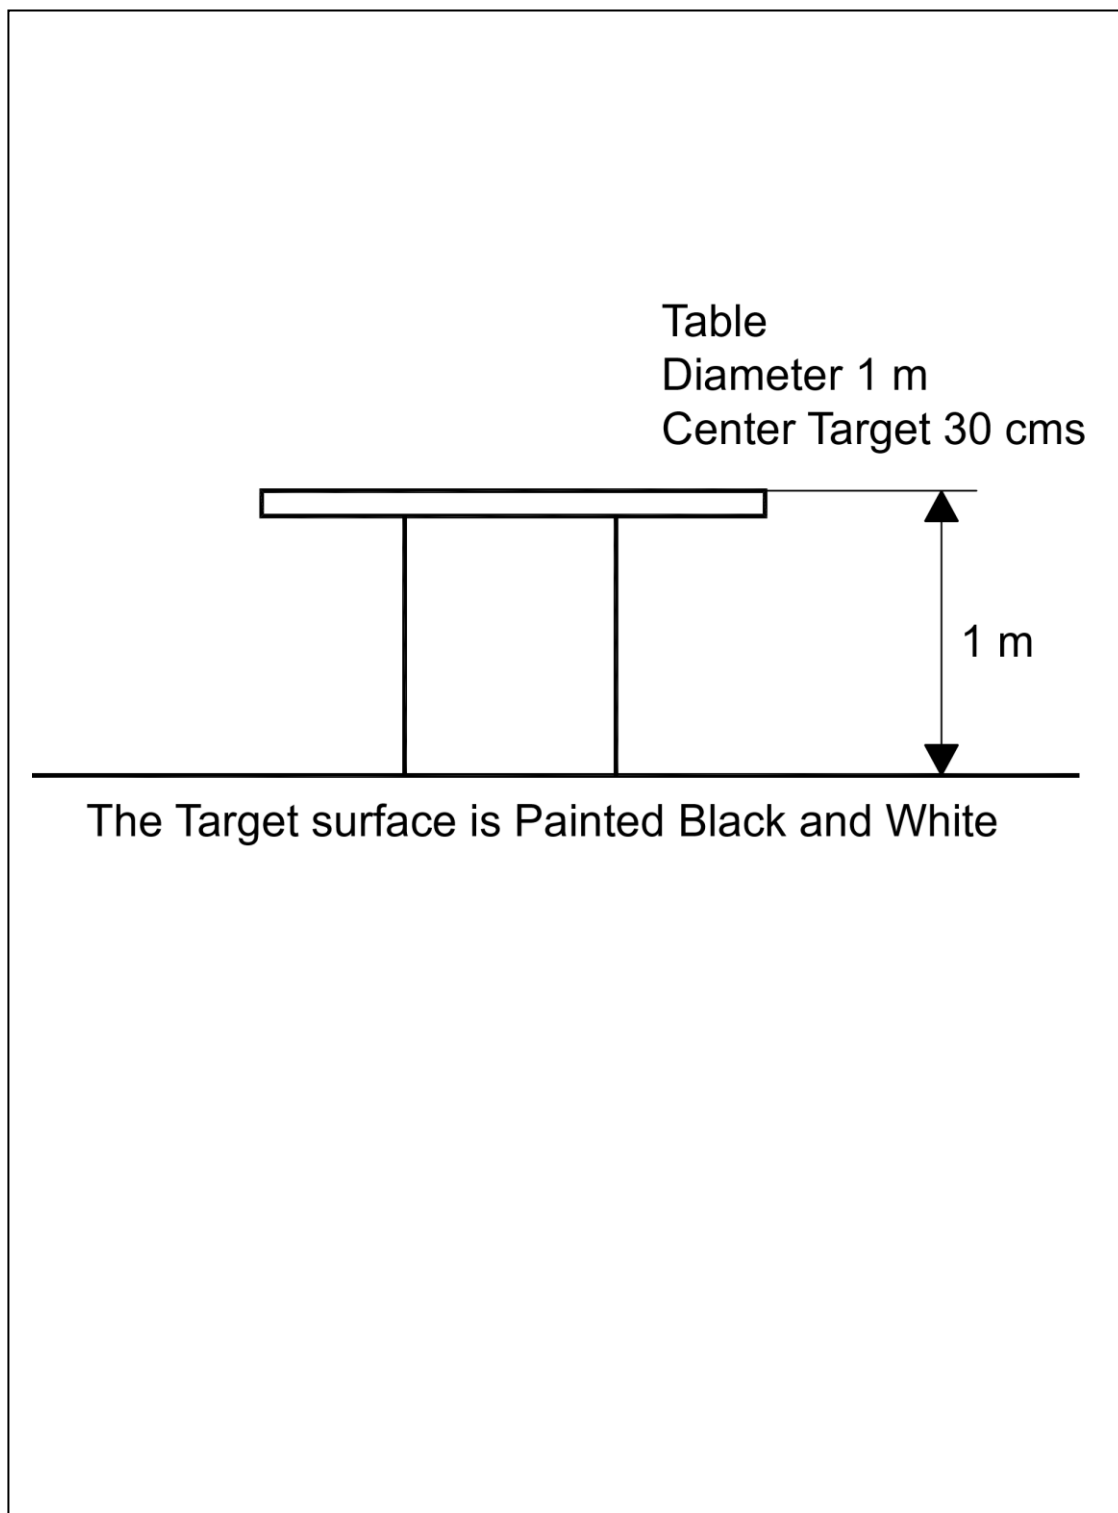 Table
Diameter 1 m
Center Target 30 cms
1 m
The Target surface is Painted Black and White